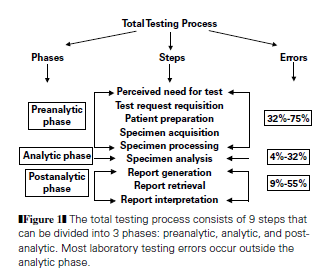 Total Testing Process
Phases Steps Errors
Perceived need for test
Test request requisition
Preanalytic
phase
Patient preparation
32%-75%
Specimen acquisition
Specimen processing
Analytic phase
Specimen analysis
4%-32%
Postanalytic
phase
Report generation
Report retrieval
9%-55%
Report interpretation
❚Figure 1❚ The total testing process consists of 9 steps that
can be divided into 3 phases: preanalytic, analytic, and post-
analytic. Most laboratory testing errors occur outside the
analytic phase.